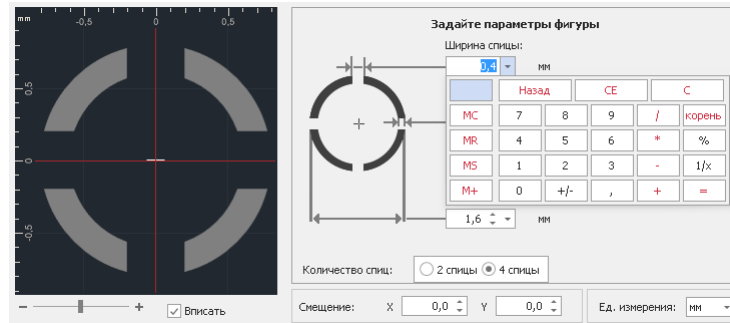 mm
-0,5
0
0,5
0,5
0
-0,5
Вписать
Задайте параметры фигуры
Ширина спицы:
0,4 мм
Назад CE C
MC 7 8 9 / корень
MR 4 5 6 * %
MS 1 2 3 - 1/x
M+ 0 +/- , + =
1,6 мм
Количество спиц: 2 спицы 4 спицы
Смещение: X 0,0 Y 0,0 Ед. измерения: мм